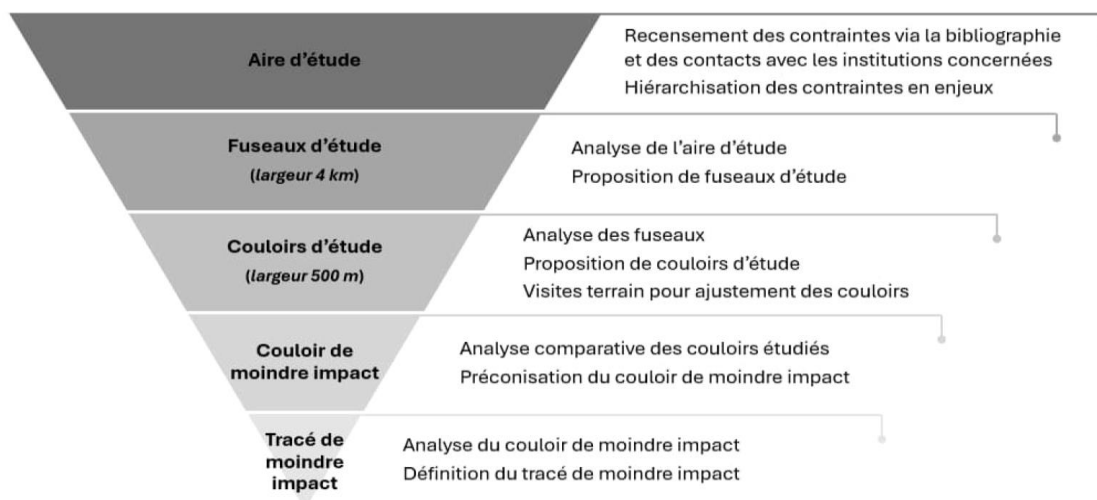 Aire d’étude
Recensement des contraintes via la bibliographie
et des contacts avec les institutions concernées
Hiérarchisation des contraintes en enjeux
Fuseaux d’étude
(largeur 4 km)
Analyse de l’aire d’étude
Proposition de fuseaux d’étude
Couloirs d’étude
(largeur 500 m)
Analyse des fuseaux
Proposition de couloirs d’étude
Visites terrain pour ajustement des couloirs
Couloir de
moindre impact
Analyse comparative des couloirs étudiés
Préconisation du couloir de moindre impact
Tracé de
moindre
impact
Analyse du couloir de moindre impact
Définition du tracé de moindre impact